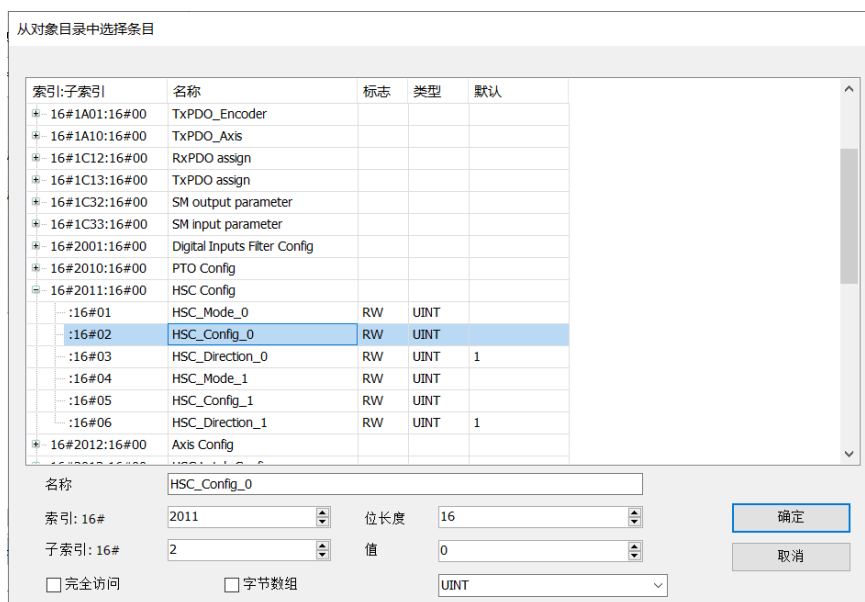 从对象目录中选择条目
索引:子索引 名称 标志 类型 默认
16#1A01:16#00 TxPDO_Encoder
16#1A10:16#00 TxPDO_Axis
16#1C12:16#00 RxPDO assign
16#1C13:16#00 TxPDO assign
16#1C32:16#00 SM output parameter
16#1C33:16#00 SM input parameter
16#2001:16#00 Digital Inputs Filter Config
16#2010:16#00 PTO Config
16#2011:16#00 HSC Config
:16#01 HSC_Mode_0 RW UINT
:16#02 HSC_Config_0 RW UINT
:16#03 HSC_Direction_0 RW UINT 1
:16#04 HSC_Mode_1 RW UINT
:16#05 HSC_Config_1 RW UINT
:16#06 HSC_Direction_1 RW UINT 1
16#2012:16#00 Axis Config
名称 HSC_Config_0
索引: 16# 2011 位长度 16 确定
子索引: 16# 2 值 0 取消
完全访问 字节数组 UINT